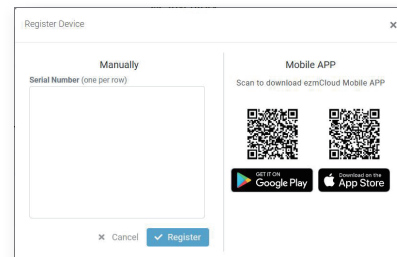 Register Device
Manually
Serial Number (one per row)
Cancel
Register
Mobile APP
Scan to download ezmCloud Mobile APP
GET IT ON
Google Play
Download on the
App Store